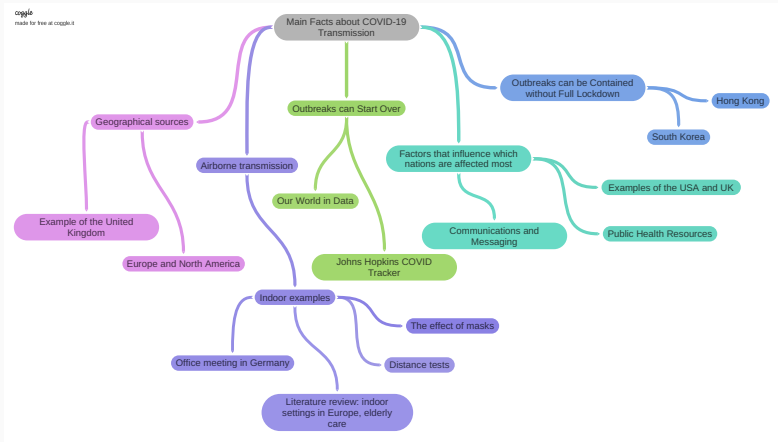 coggle
made for free at coggle.it
Main Facts about COVID-19
Transmission
Outbreaks can be Contained
without Full Lockdown
Hong Kong
South Korea
Geographical sources
Outbreaks can Start Over
Airborne transmission
Factors that influence which
nations are affected most
Examples of the USA and UK
Our World in Data
Example of the United
Kingdom
Communications and
Messaging
Public Health Resources
Europe and North America
Johns Hopkins COVID
Tracker
Indoor examples
The effect of masks
Office meeting in Germany
Distance tests
Literature review: indoor
settings in Europe, elderly
care